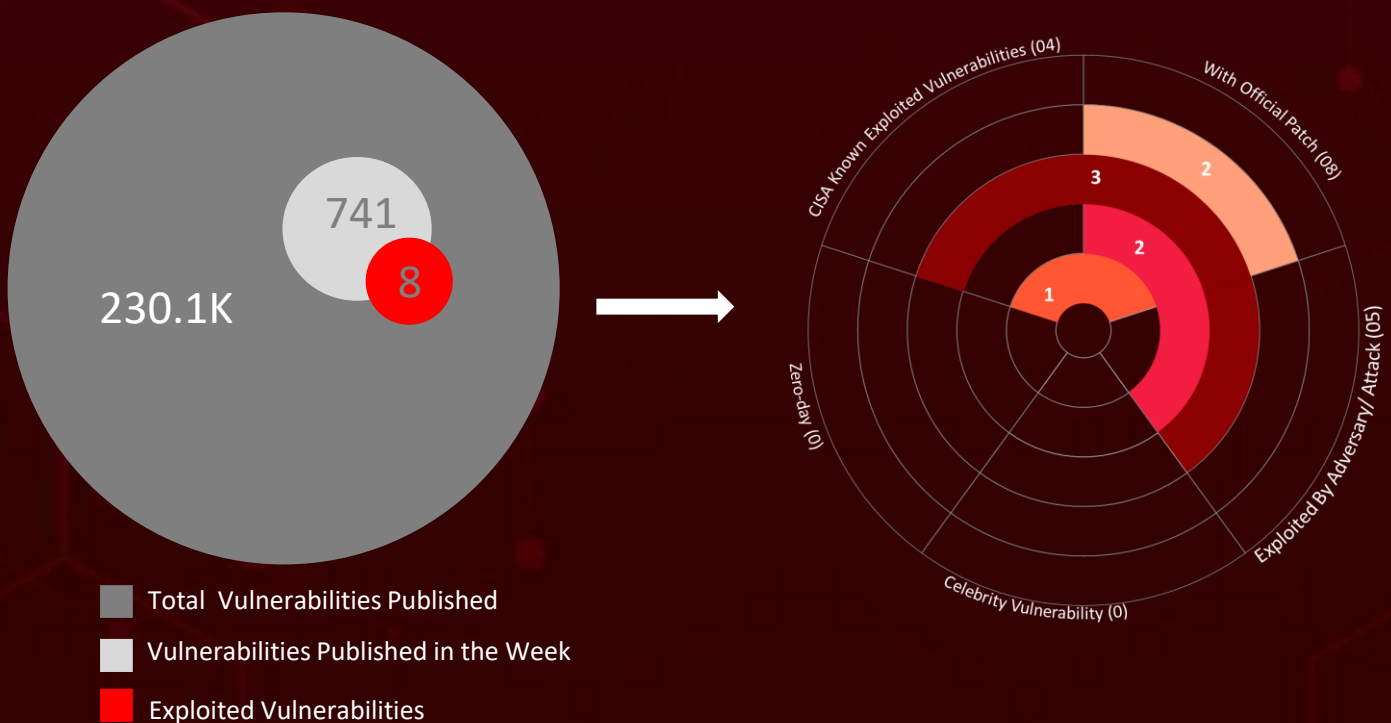 230.1K
741
8
Total Vulnerabilities Published
Vulnerabilities Published in the Week
Exploited Vulnerabilities
CISA Known Exploited Vulnerabilities (04)
With Official Patch (08)
Exploited By Adversary/ Attack (05)
Celebrity Vulnerability (0)
Zero-day (0)
2
3
2
1